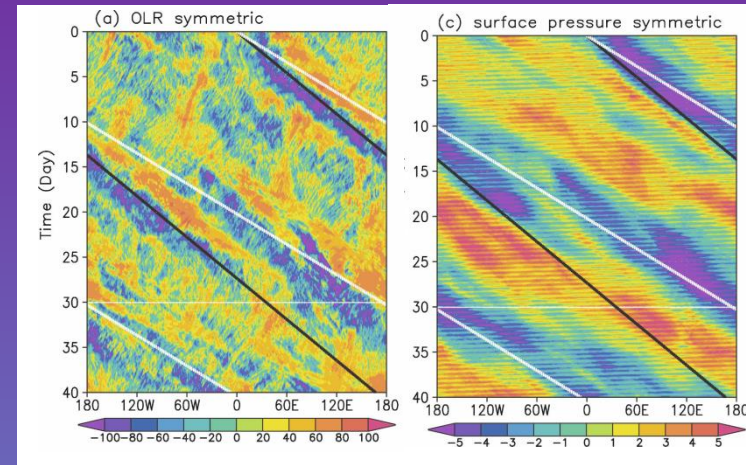 (a) OLR symmetric
0
5
10
15
20
25
30
35
40
Time (Day)
180 120W 60W 0 60E 120E 180
-100-80 -60 -40 -20 0 20 40 60 80 100
(c) surface pressure symmetric
0
5
10
15
20
25
30
35
40
180 120W 60W 0 60E 120E 180
-5 -4 -3 -2 -1 0 1 2 3 4 5